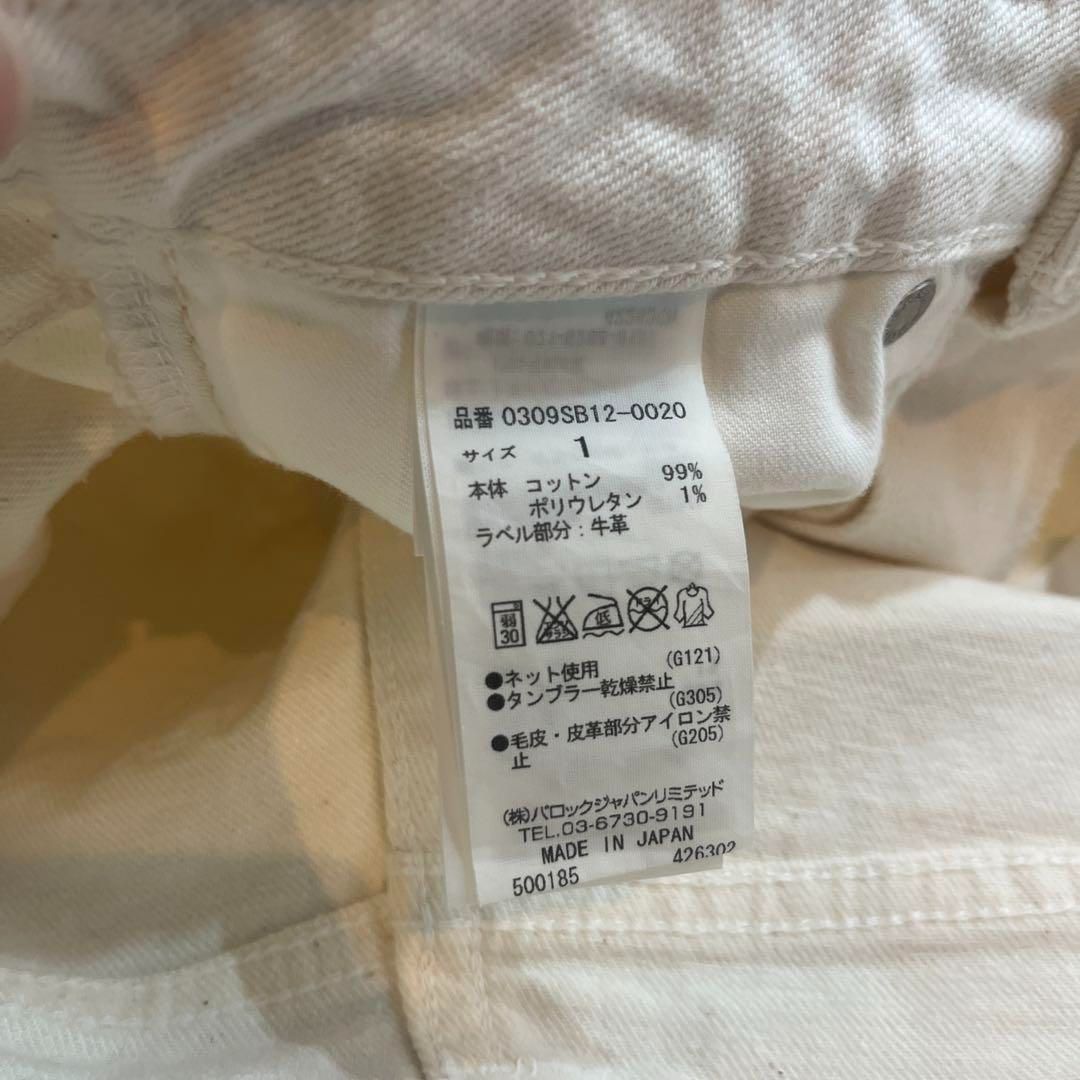 品番 0309SB12-0020
サイズ 1
本体 コットン 99%
ポリウレタン 1%
ラベル部分：牛革
弱 30 低 ドライ
●ネット使用 (G121)
●タンブラー乾燥禁止 (G305)
●毛皮・皮革部分アイロン禁
止 (G205)
(株)バロックジャパンリミテッド
TEL.03-6730-9191
MADE IN JAPAN
500185 426302